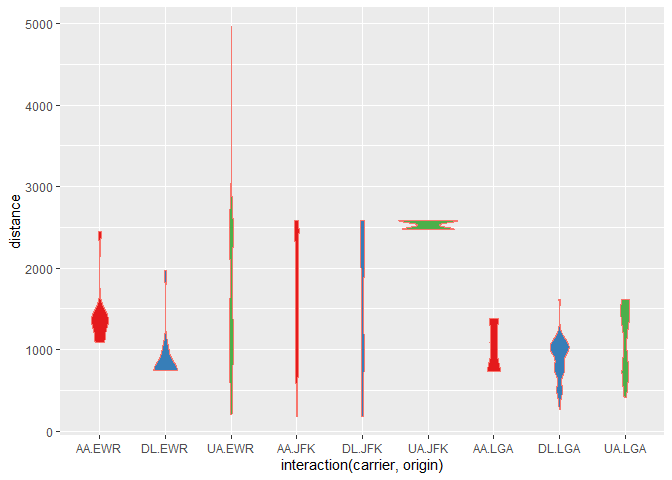 5000
4000
3000
2000
1000
0
distance
AA.EWR DL.EWR UA.EWR AA.JFK DL.JFK UA.JFK AA.LGA DL.LGA UA.LGA
interaction(carrier, origin)